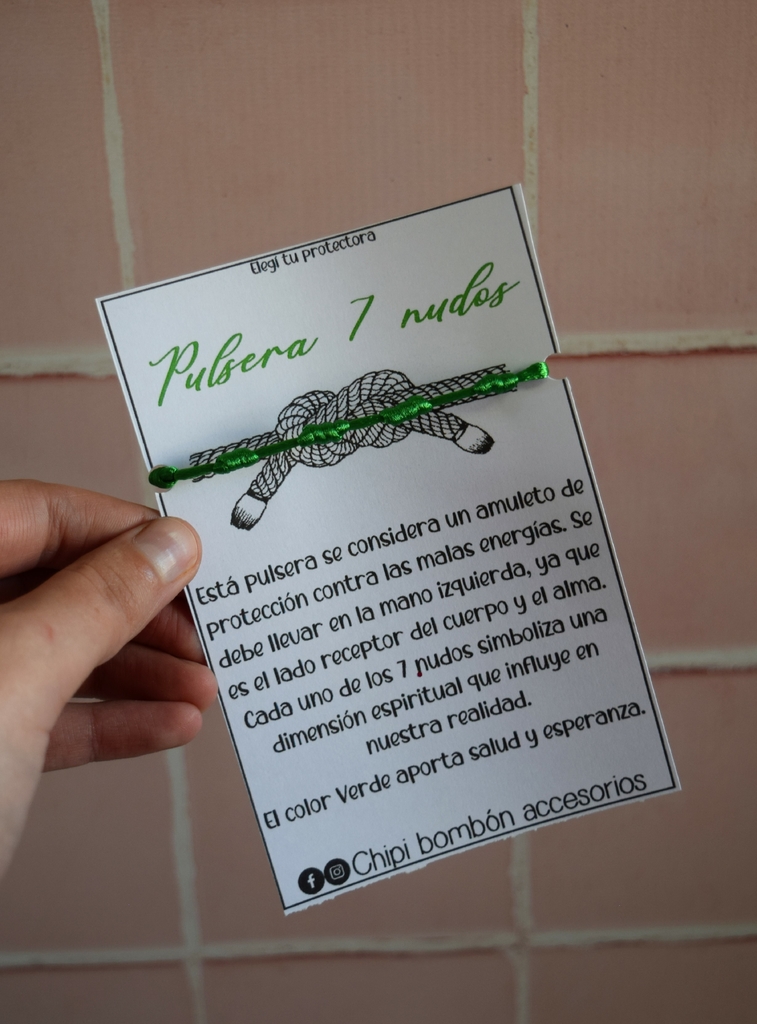 Elegí tu protectora
Pulsera 7 nudos
Está pulsera se considera un amuleto de
protección contra las malas energías. Se
debe llevar en la mano izquierda, ya que
es el lado receptor del cuerpo y el alma.
Cada uno de los 7 nudos simboliza una
dimensión espiritual que influye en
nuestra realidad.
El color Verde aporta salud y esperanza.
Chipi bombón accesorios